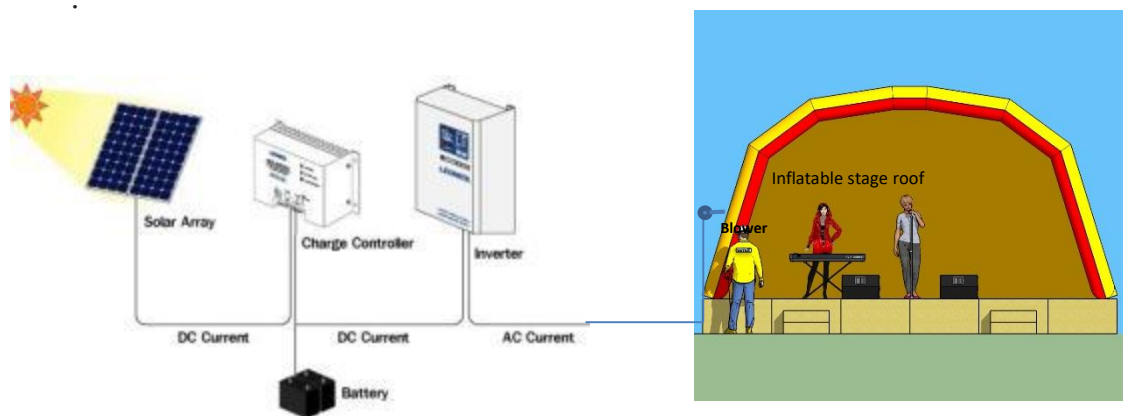 Solar Array
Charge Controller
Inverter
DC Current
DC Current
AC Current
Battery
Inflatable stage roof
Blower